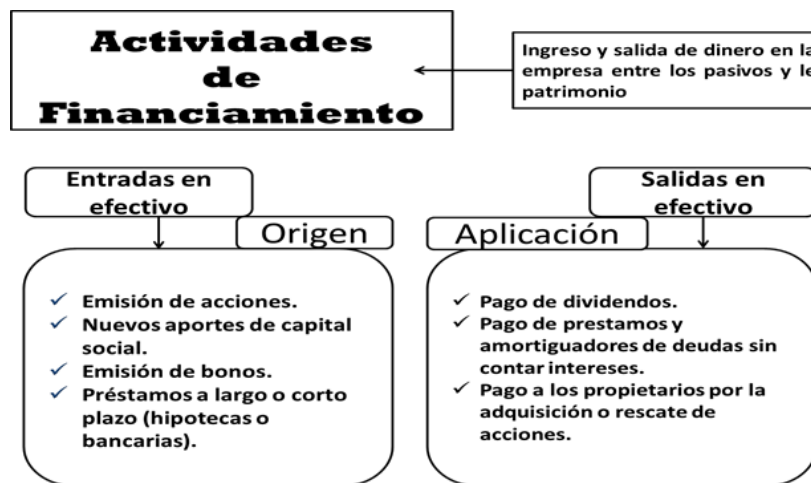 Actividades
de
Financiamiento
Ingreso y salida de dinero en la
empresa entre los pasivos y le
patrimonio
Entradas en
efectivo
Salidas en
efectivo
Origen
Aplicación
✓ Emisión de acciones.
✓ Nuevos aportes de capital
social.
✓ Emisión de bonos.
✓ Préstamos a largo o corto
plazo (hipotecas o
bancarias).
✓ Pago de dividendos.
✓ Pago de prestamos y
amortiguadores de deudas sin
contar intereses.
✓ Pago a los propietarios por la
adquisición o rescate de
acciones.